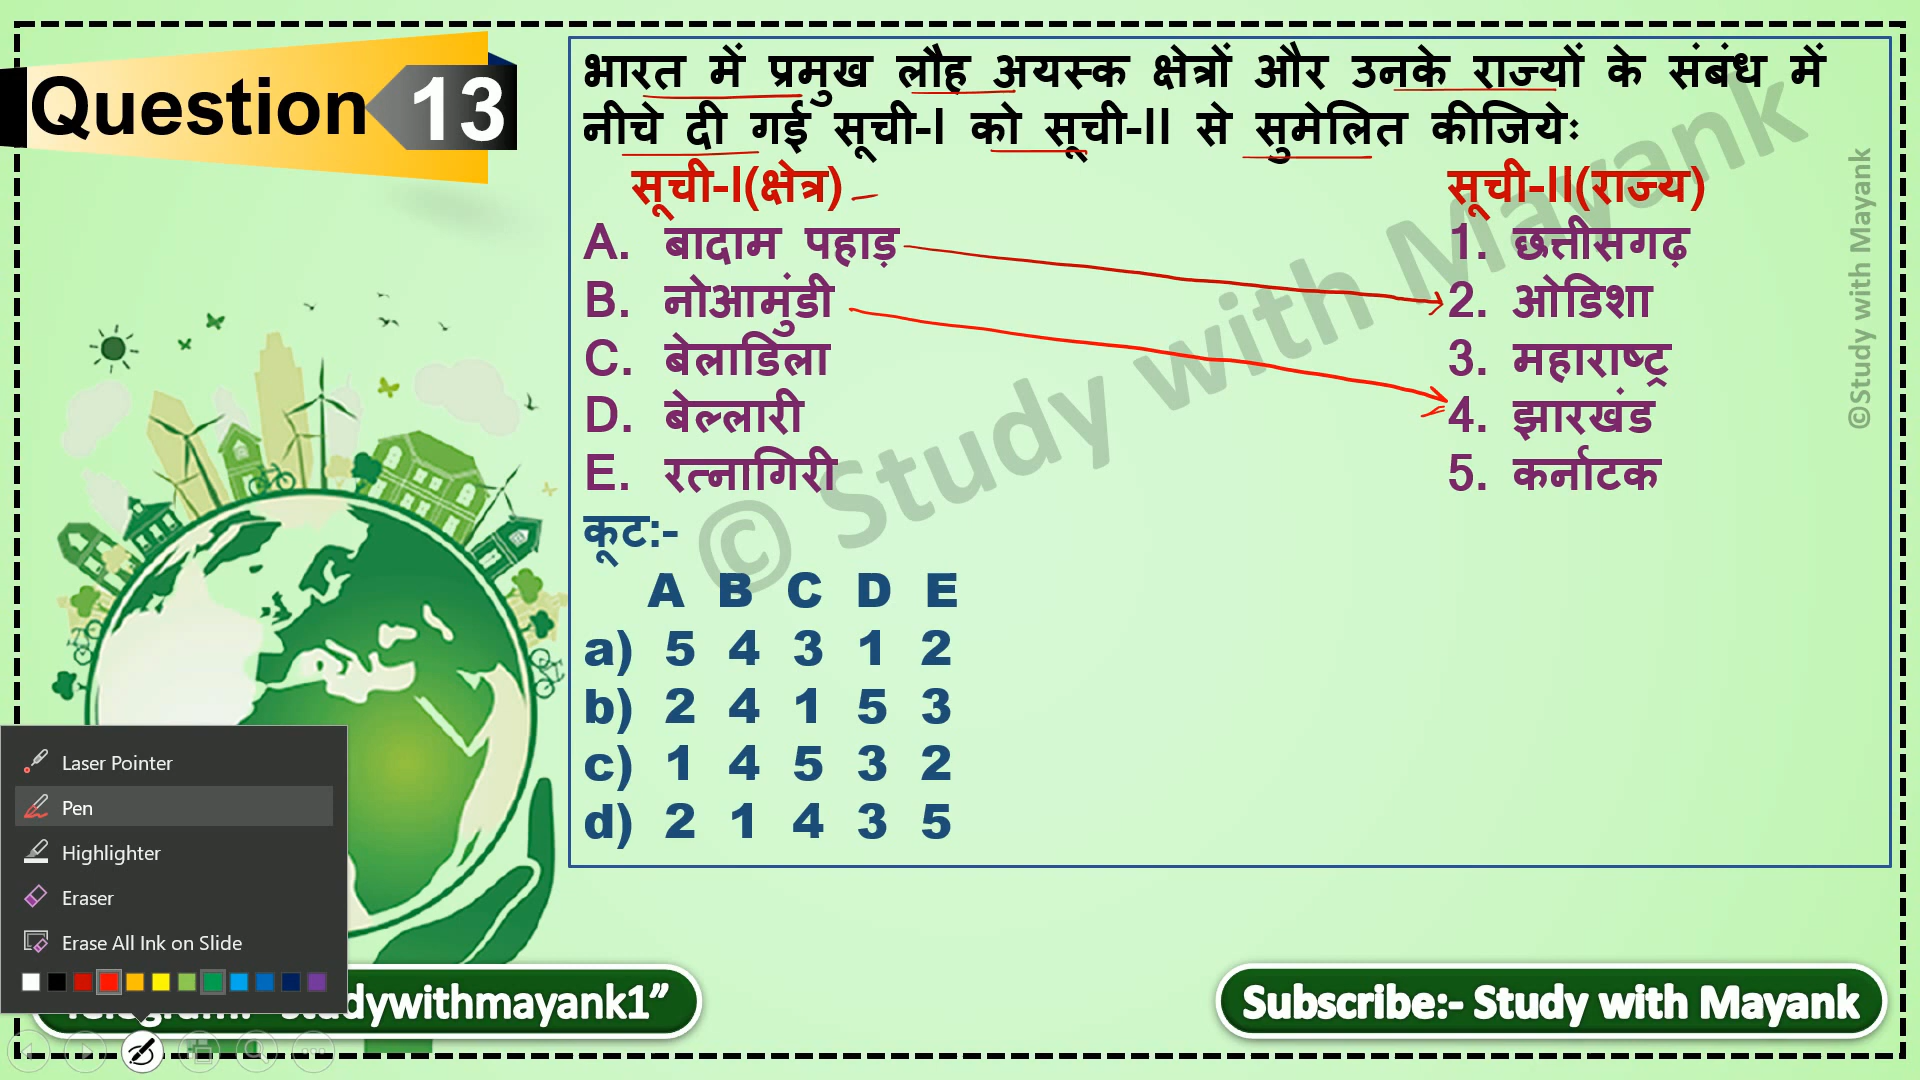 Question 13
भारत में प्रमुख लौह अयस्क क्षेत्रों और उनके राज्यों के संबंध में
नीचे दी गई सूची-I को सूची-II से सुमेलित कीजियेः
सूची-I(क्षेत्र) सूची-II(राज्य)
A. बादाम पहाड़ 1. छत्तीसगढ़
B. नोआमुंडी 2. ओडिशा
C. बेलाडिला 3. महाराष्ट्र
D. बेल्लारी 4. झारखंड
E. रत्नागिरी 5. कर्नाटक
कूट:-
A B C D E
a) 5 4 3 1 2
b) 2 4 1 5 3
c) 1 4 5 3 2
d) 2 1 4 3 5
© Study with Mayank
©Study with Mayank
Laser Pointer
Pen
Highlighter
Eraser
Erase All Ink on Slide
dywithmayank1”
Subscribe:- Study with Mayank